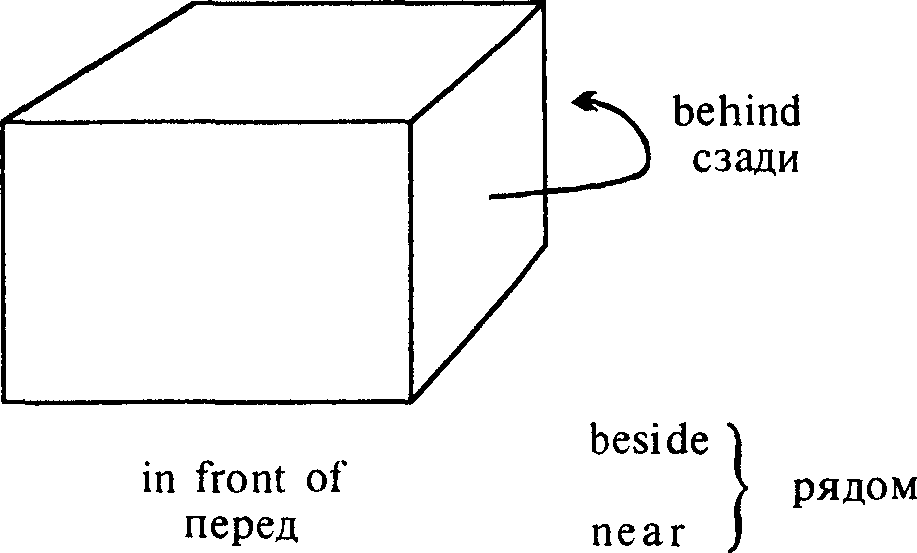 behind
сзади
in front of
перед
beside
near
рядом